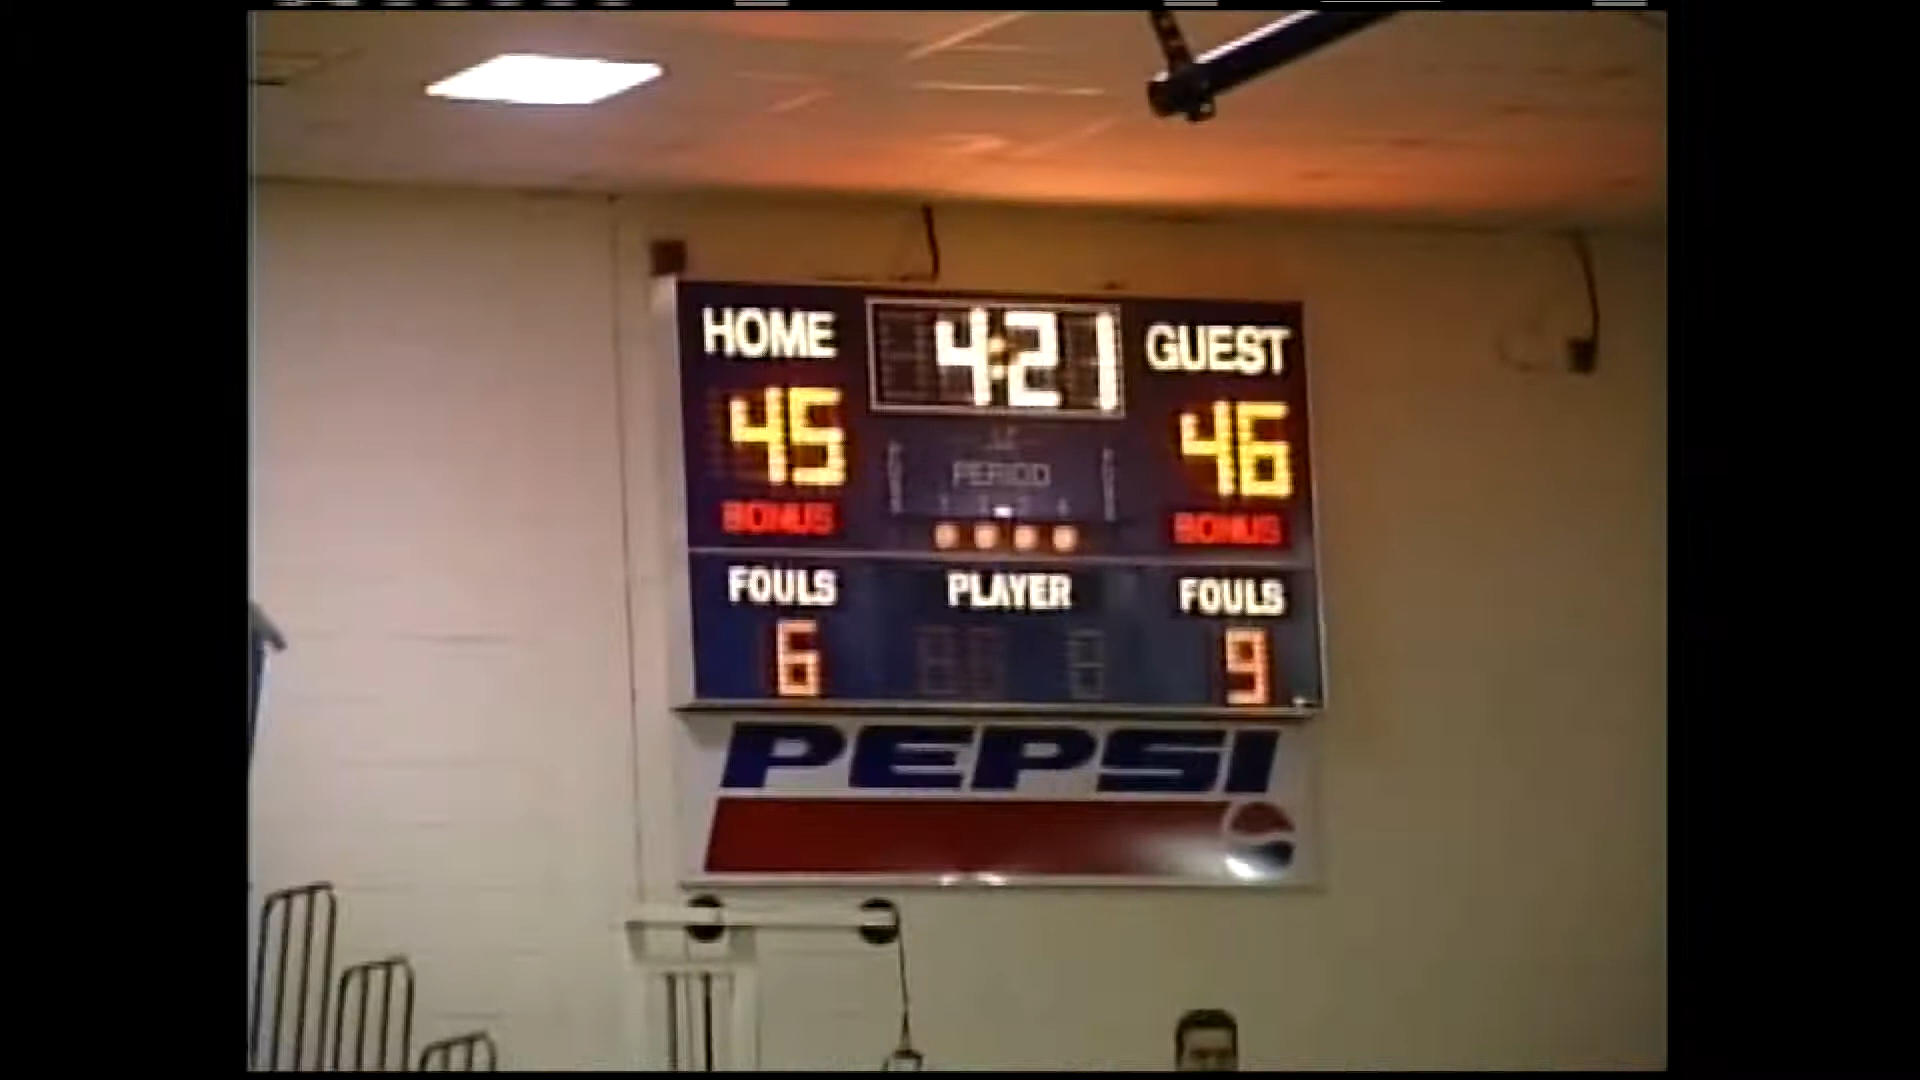 HOME 4:21 GUEST
45 46
PERIOD
BONUS BONUS
FOULS PLAYER FOULS
6 9
PEPSI